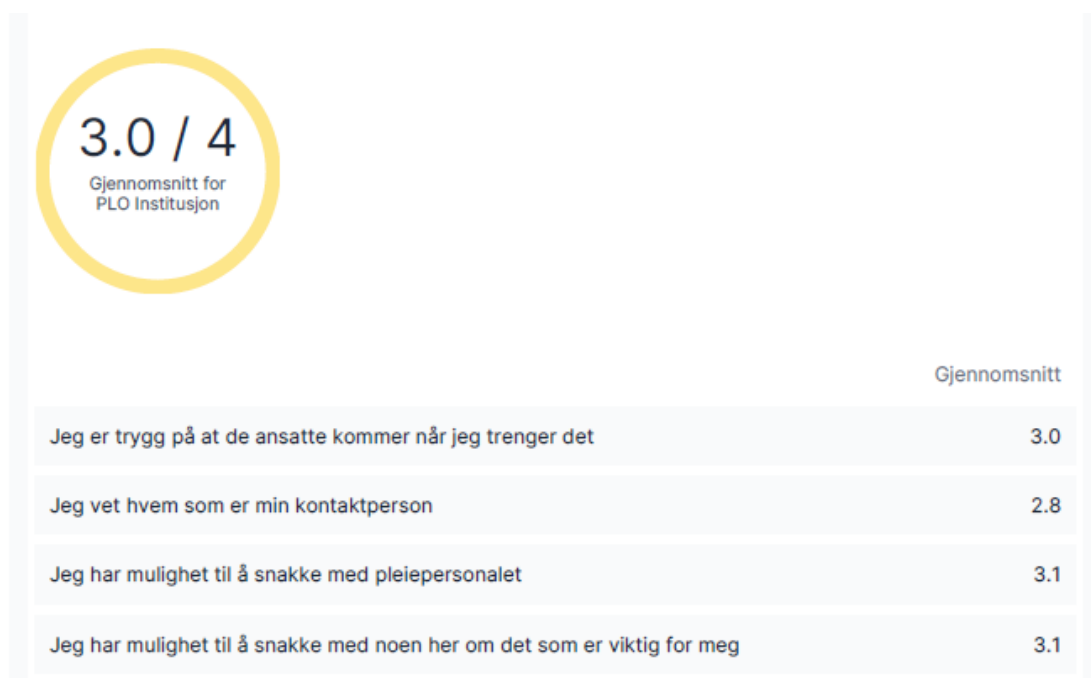 3.0 / 4
Gjennomsnitt for
PLO Institusjon
Gjennomsnitt
Jeg er trygg på at de ansatte kommer når jeg trenger det 3.0
Jeg vet hvem som er min kontaktperson 2.8
Jeg har mulighet til å snakke med pleiepersonalet 3.1
Jeg har mulighet til å snakke med noen her om det som er viktig for meg 3.1